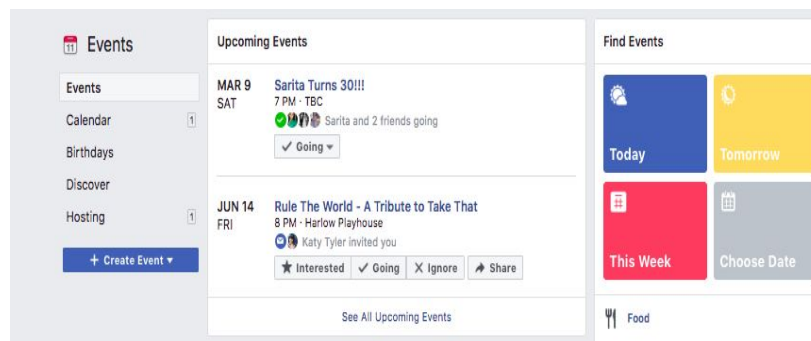 11 Events
Events
Calendar 1
Birthdays
Discover
Hosting 1
+ Create Event
Upcoming Events
MAR 9
SAT
Sarita Turns 30!!!
7 PM - TBC
Sarita and 2 friends going
Going
JUN 14
FRI
Rule The World - A Tribute to Take That
8 PM - Harlow Playhouse
Katy Tyler invited you
Interested Going Ignore Share
See All Upcoming Events
Find Events
Today
Tomorrow
This Week
Choose Date
Food